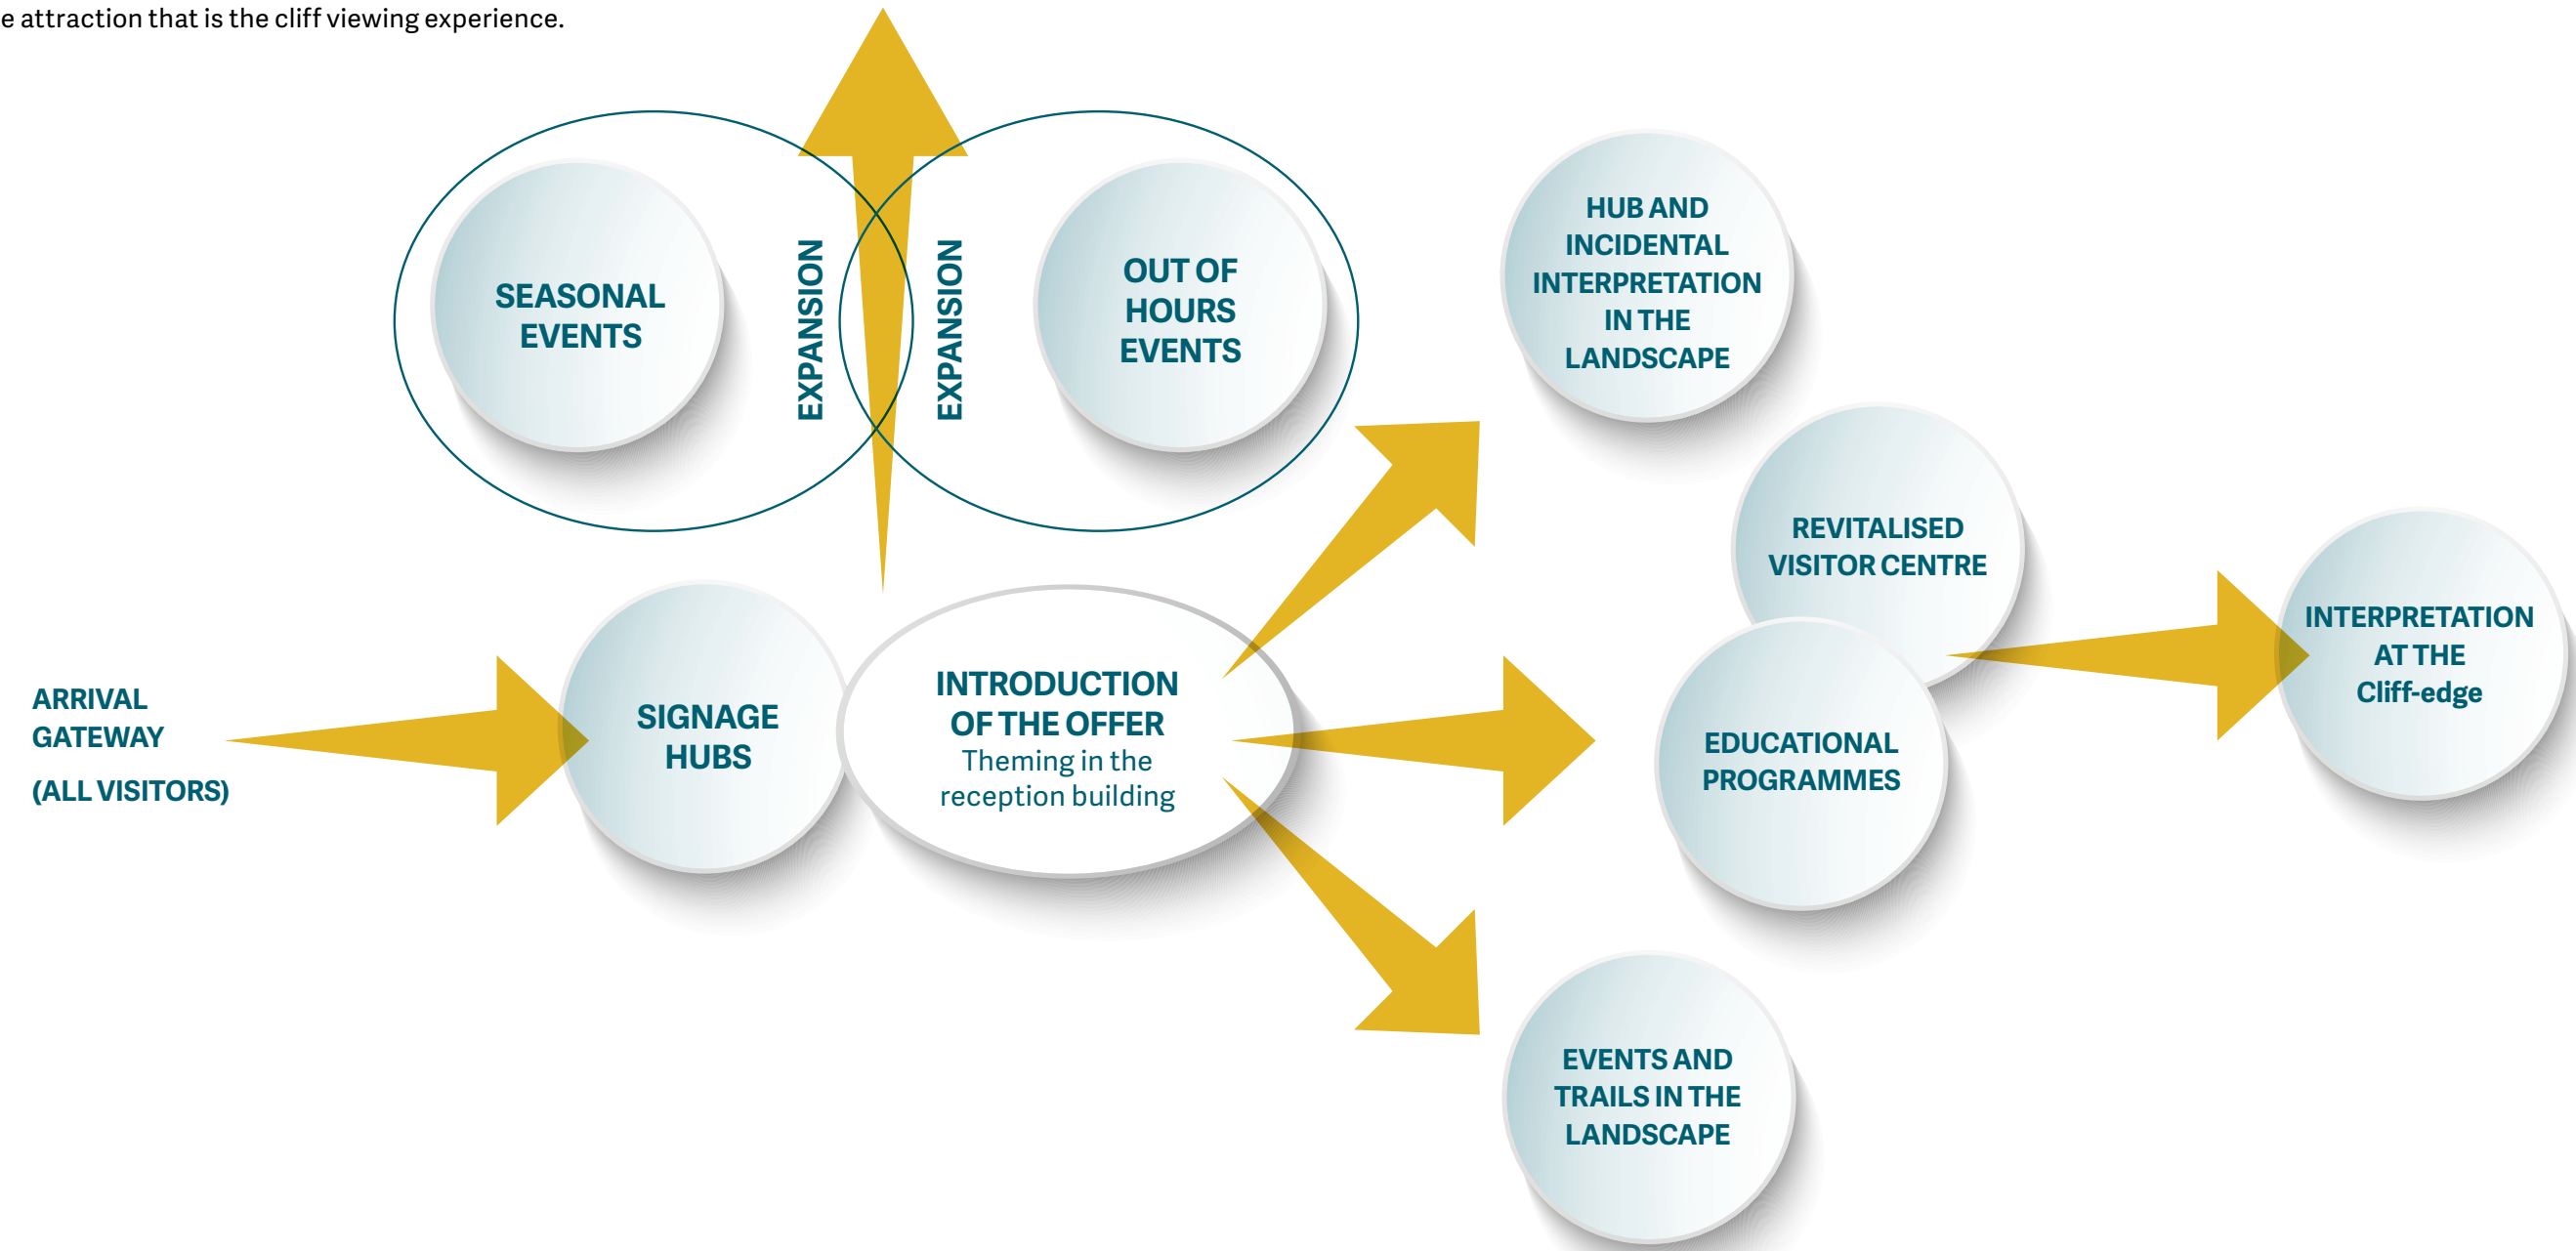 e attraction that is the cliff viewing experience.
SEASONAL
EVENTS
EXPANSION
EXPANSION
OUT OF
HOURS
EVENTS
HUB AND
INCIDENTAL
INTERPRETATION
IN THE
LANDSCAPE
REVITALISED
VISITOR CENTRE
INTERPRETATION
AT THE
Cliff-edge
ARRIVAL
GATEWAY
(ALL VISITORS)
SIGNAGE
HUBS
INTRODUCTION
OF THE OFFER
Theming in the
reception building
EDUCATIONAL
PROGRAMMES
EVENTS AND
TRAILS IN THE
LANDSCAPE